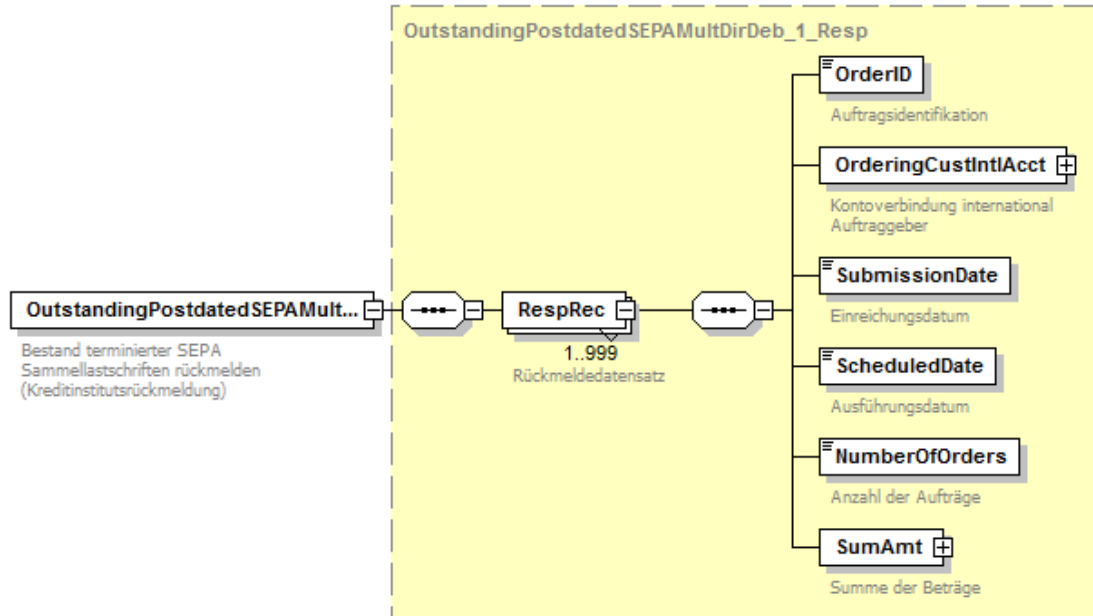 OutstandingPostdatedSEPAMultDirDeb_1_Resp
OrderID
Auftragsidentifikation
OrderingCustIntlAcct
Kontoverbindung international
Auftraggeber
OutstandingPostdatedSEPAMult...
Bestand terminierter SEPA
Sammellastschriften rückmelden
(Kreditinstitutsrückmeldung)
RespRec
1..999
Rückmeldedatensatz
SubmissionDate
Einreichungsdatum
ScheduledDate
Ausführungsdatum
NumberOfOrders
Anzahl der Aufträge
SumAmt
Summe der Beträge